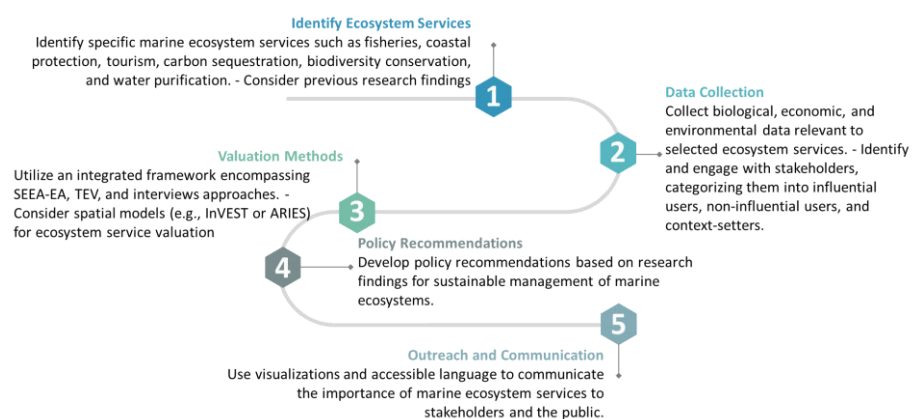 Identify Ecosystem Services
Identify specific marine ecosystem services such as fisheries, coastal
protection, tourism, carbon sequestration, biodiversity conservation,
and water purification. - Consider previous research findings
1
Data Collection
Collect biological, economic, and
environmental data relevant to
selected ecosystem services. - Identify
and engage with stakeholders,
categorizing them into influential
users, non-influential users, and
context-setters.
2
Valuation Methods
Utilize an integrated framework encompassing
SEEA-EA, TEV, and interviews approaches. -
Consider spatial models (e.g., InVEST or ARIES)
for ecosystem service valuation
3
Policy Recommendations
Develop policy recommendations based on research
findings for sustainable management of marine
ecosystems.
4
5
Outreach and Communication
Use visualizations and accessible language to communicate
the importance of marine ecosystem services to
stakeholders and the public.